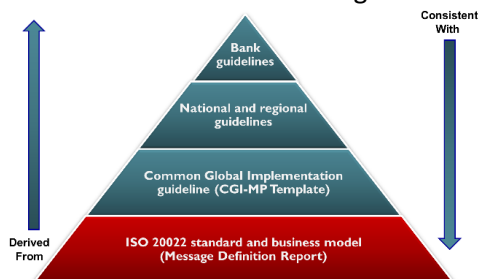 Consistent
With
Bank
guidelines
National and regional
guidelines
Common Global Implementation
guideline (CGI-MP Template)
Derived
From
ISO 20022 standard and business model
(Message Definition Report)